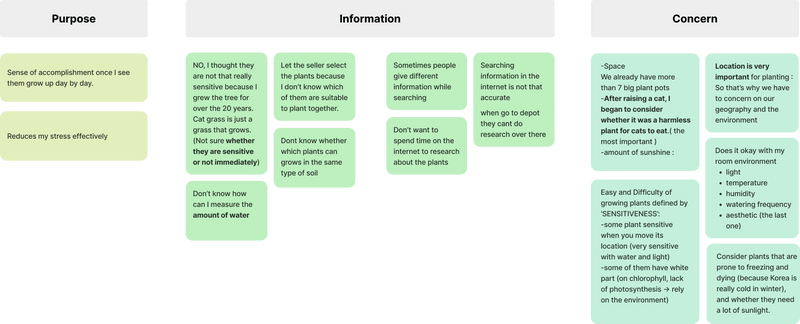 Purpose
Sense of accomplishment once I see
them grow up day by day.
Reduces my stress effectively
Information
NO, I thought they
are not that really
sensitive because I
grew the tree for
over the 20 years.
Cat grass is just a
grass that grows.
(Not sure whether
they are sensitive
or not immediately)
Don't know how
can I measure the
amount of water
Let the seller select
the plants because
I don't know which
of them are suitable
to plant together.
Dont know whether
which plants can
grows in the same
type of soil
Sometimes people
give different
information while
searching
Don't want to
spend time on the
internet to research
about the plants
Searching
information in the
internet is not that
accurate
when go to depot
they cant do
research over there
Concern
-Space
We already have more
than 7 big plant pots
-After raising a cat, I
began to consider
whether it was a harmless
plant for cats to eat.( the
most important )
-amount of sunshine :
Easy and Difficulty of
growing plants defined by
'SENSITIVENESS':
-some plant sensitive
when you move its
location (very sensitive
with water and light)
-some of them have white
part (on chlorophyll, lack
of photosynthesis → rely
on the environment)
Location is very
important for planting :
So that's why we have
to concern on our
geography and the
environment
Does it okay with my
room environment
• light
• temperature
• humidity
• watering frequency
• aesthetic (the last
one)
Consider plants that are
prone to freezing and
dying (because Korea is
really cold in winter),
and whether they need
a lot of sunlight.